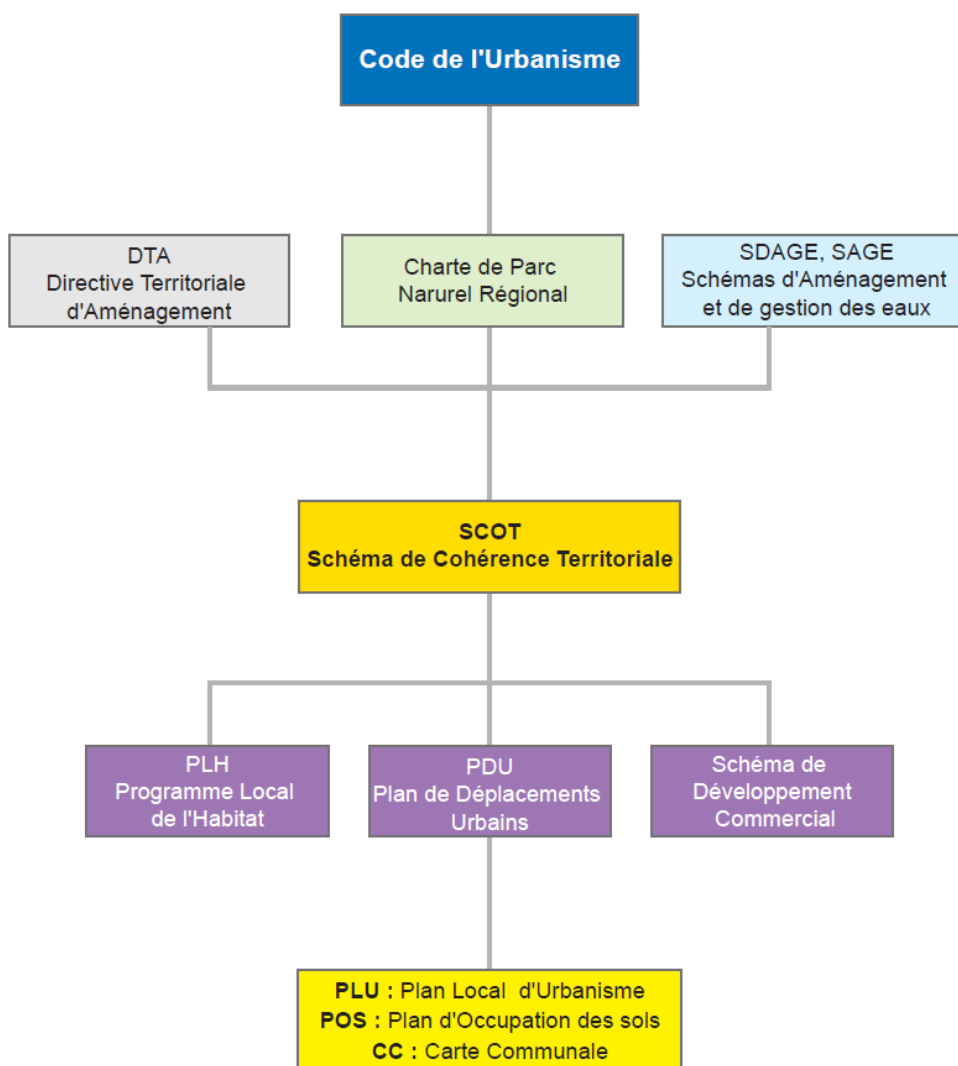 Code de l'Urbanisme
DTA
Directive Territoriale
d'Aménagement
Charte de Parc
Narurel Régional
SDAGE, SAGE
Schémas d'Aménagement
et de gestion des eaux
SCOT
Schéma de Cohérence Territoriale
PLH
Programme Local
de l'Habitat
PDU
Plan de Déplacements
Urbains
Schéma de
Développement
Commercial
PLU : Plan Local d'Urbanisme
POS : Plan d'Occupation des sols
CC : Carte Communale